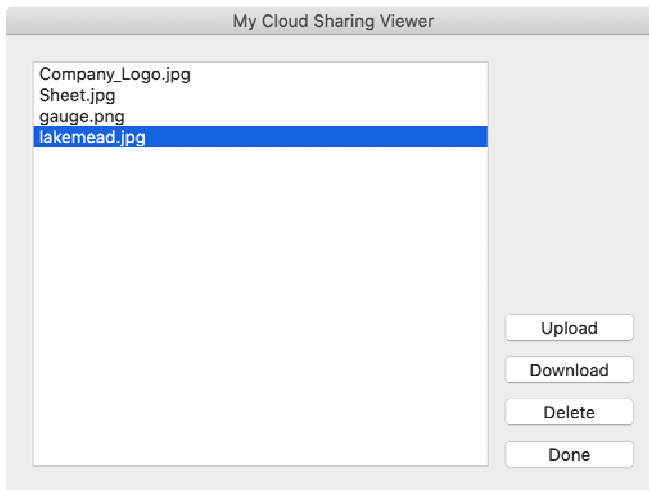 My Cloud Sharing Viewer
Company_Logo.jpg
Sheet.jpg
gauge.png
lakemead.jpg
Upload
Download
Delete
Done